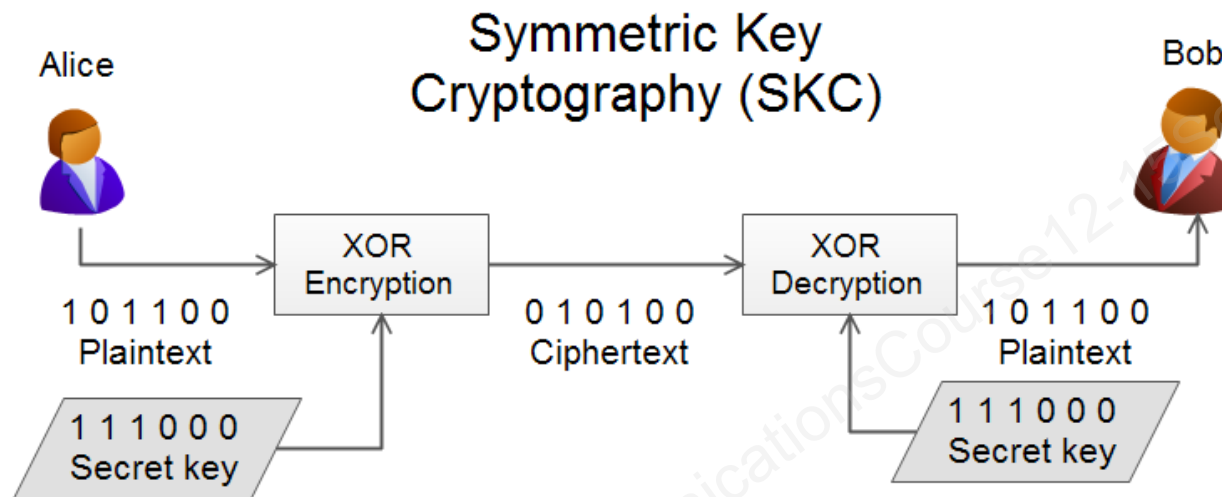 Symmetric Key
Cryptography (SKC)
Alice
Bob
XOR
Encryption
XOR
Decryption
1 0 1 1 0 0
Plaintext
0 1 0 1 0 0
Ciphertext
1 0 1 1 0 0
Plaintext
1 1 1 0 0 0
Secret key
1 1 1 0 0 0
Secret key